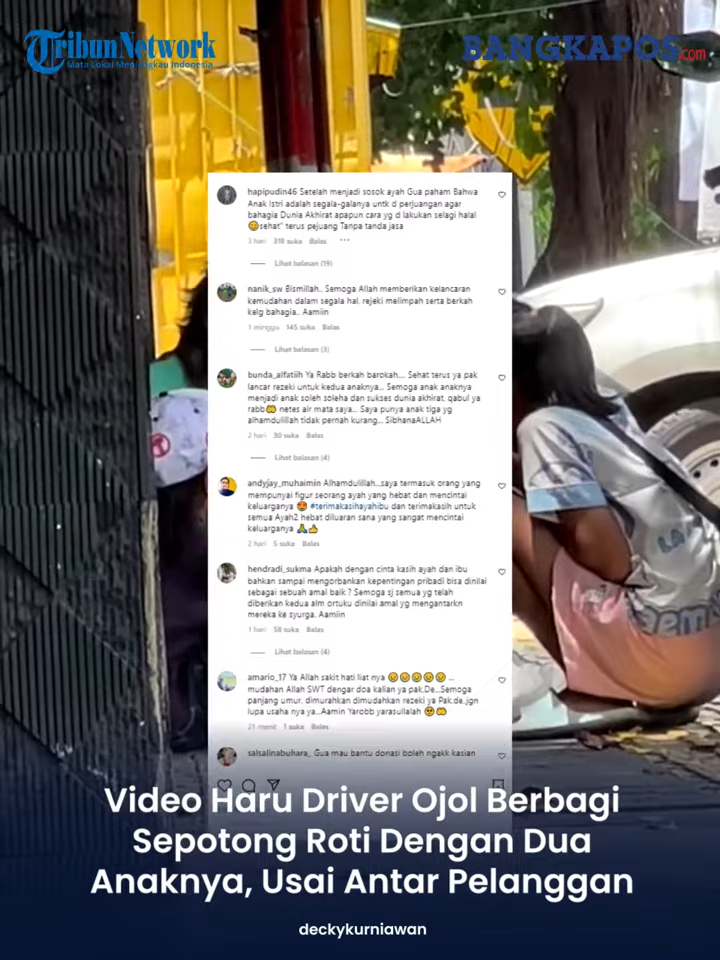 TribunNetwork
Mata Lokal Menjangkau Indonesia
BANGKAPOS.com
hapipudin46 Setelah menjadi sosok ayah Gua paham Bahwa
Anak Istri adalah segala-galanya untk d perjuangan agar
bahagia Dunia Akhirat apapun cara yg d lakukan selagi halal
😊sehat" terus pejuang Tanpa tanda jasa
3 hari 318 suka Balas ...
Lihat balasan (19)
nanik_sw Bismillah.. Semoga Allah memberikan kelancaran
kemudahan dalam segala hal, rejeki melimpah serta berkah
kelg bahagia.. Aamiin
1 minggu 145 suka Balas
Lihat balasan (3)
bunda_alfatiih Ya Rabb berkah barokah.... Sehat terus ya pak
lancar rezeki untuk kedua anaknya... Semoga anak anaknya
menjadi anak soleh soleha dan sukses dunia akhirat. qabul ya
rabb🤲 netes air mata saya... Saya punya anak tiga yg
alhamdulillah tidak pernah kurang... SibhanaALLAH
2 hari 30 suka Balas
Lihat balasan (4)
andyjay_muhaimin Alhamdulillah...saya termasuk orang yang
mempunyai figur seorang ayah yang hebat dan mencintai
keluarganya 🥰 #terimakasihayahibu dan terimakasih untuk
semua Ayah2 hebat diluaran sana yang sangat mencintai
keluarganya 🙏👍
2 hari 5 suka Balas
hendradi_sukma Apakah dengan cinta kasih ayah dan ibu
bahkan sampai mengorbankan kepentingan pribadi bisa dinilai
sebagai sebuah amal baik ? Semoga sj semua yg telah
diberikan kedua alm ortuku dinilai amal yg mengantarkn
mereka ke syurga. Aamiin
1 hari 58 suka Balas
Lihat balasan (4)
amario_17 Ya Allah sakit hati liat nya 😢😢😢😢😢 ...
mudahan Allah SWT dengar doa kalian ya pak.De...Semoga
panjang umur, dimurahkan dimudahkan rezeki ya Pak.de..jgn
lupa usaha nya ya...Aamin Yarobb yarasullalah 🥹🤲
21 menit 1 suka Balas
salsalinabuhara_ Gua mau bantu donasi boleh ngakk kasian
Video Haru Driver Ojol Berbagi
Sepotong Roti Dengan Dua
Anaknya, Usai Antar Pelanggan
deckykurniawan